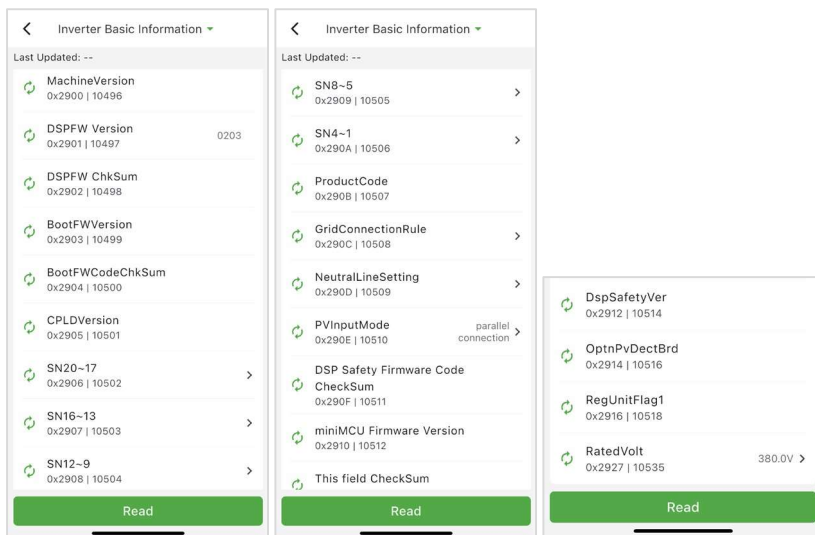 Inverter Basic Information
Last Updated: --
MachineVersion
0x2900 | 10496
DSPFW Version
0x2901 | 10497
0203
DSPFW ChkSum
0x2902 | 10498
BootFWVersion
0x2903 | 10499
BootFWCodeChkSum
0x2904 | 10500
CPLDVersion
0x2905 | 10501
SN20~17
0x2906 | 10502
SN16~13
0x2907 | 10503
SN12~9
0x2908 | 10504
Read
Inverter Basic Information
Last Updated: --
SN8~5
0x2909 | 10505
SN4~1
0x290A | 10506
ProductCode
0x290B | 10507
GridConnectionRule
0x290C | 10508
NeutralLineSetting
0x290D | 10509
PVInputMode
0x290E | 10510
parallel
connection
DSP Safety Firmware Code
CheckSum
0x290F | 10511
miniMCU Firmware Version
0x2910 | 10512
This field CheckSum
Read
DspSafetyVer
0x2912 | 10514
OptnPvDectBrd
0x2914 | 10516
RegUnitFlag1
0x2916 | 10518
RatedVolt
0x2927 | 10535
380.0V
Read